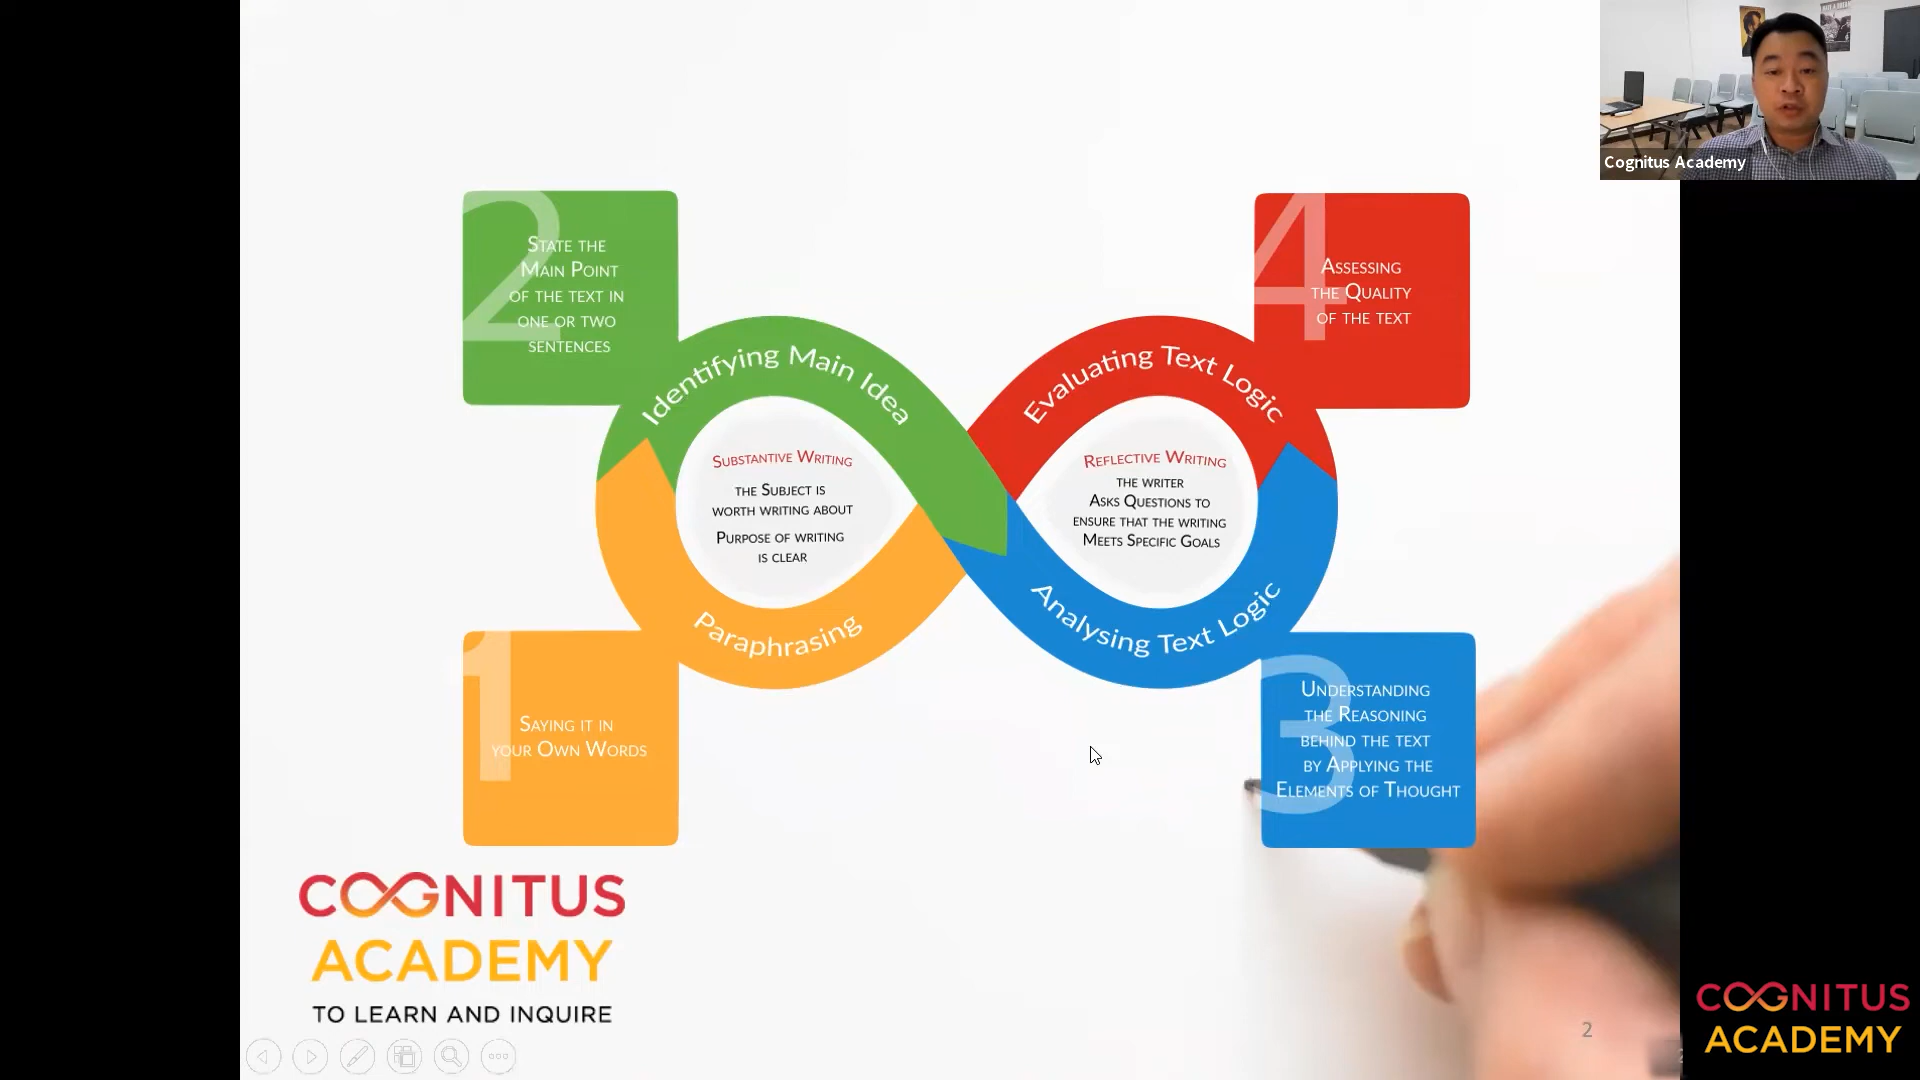 Cognitus Academy
2
STATE THE
MAIN POINT
OF THE TEXT IN
ONE OR TWO
SENTENCES
4
ASSESSING
THE QUALITY
OF THE TEXT
Identifying Main Idea
Evaluating Text Logic
SUBSTANTIVE WRITING
THE SUBJECT IS
WORTH WRITING ABOUT
PURPOSE OF WRITING
IS CLEAR
REFLECTIVE WRITING
THE WRITER
ASKS QUESTIONS TO
ENSURE THAT THE WRITING
MEETS SPECIFIC GOALS
Paraphrasing
Analysing Text Logic
1
SAYING IT IN
YOUR OWN WORDS
3
UNDERSTANDING
THE REASONING
BEHIND THE TEXT
BY APPLYING THE
ELEMENTS OF THOUGHT
COGNITUS
ACADEMY
TO LEARN AND INQUIRE
2
COGNITUS
ACADEMY